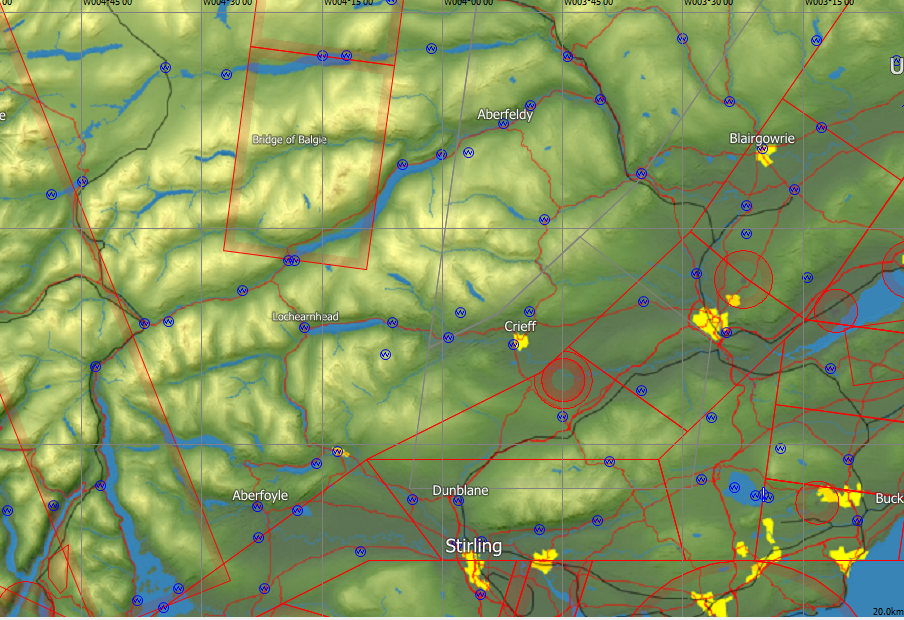 00 W004°45'00 W004°30'00 W004°15'00 W004°00'00 W003°45'00 W003°30'00 W003°15'00
U
e
Aberfeldy
Blairgowrie
Bridge of Balgie
Lochearnhead
Crieff
Aberfoyle
Dunblane
Buck
Stirling
20.0km